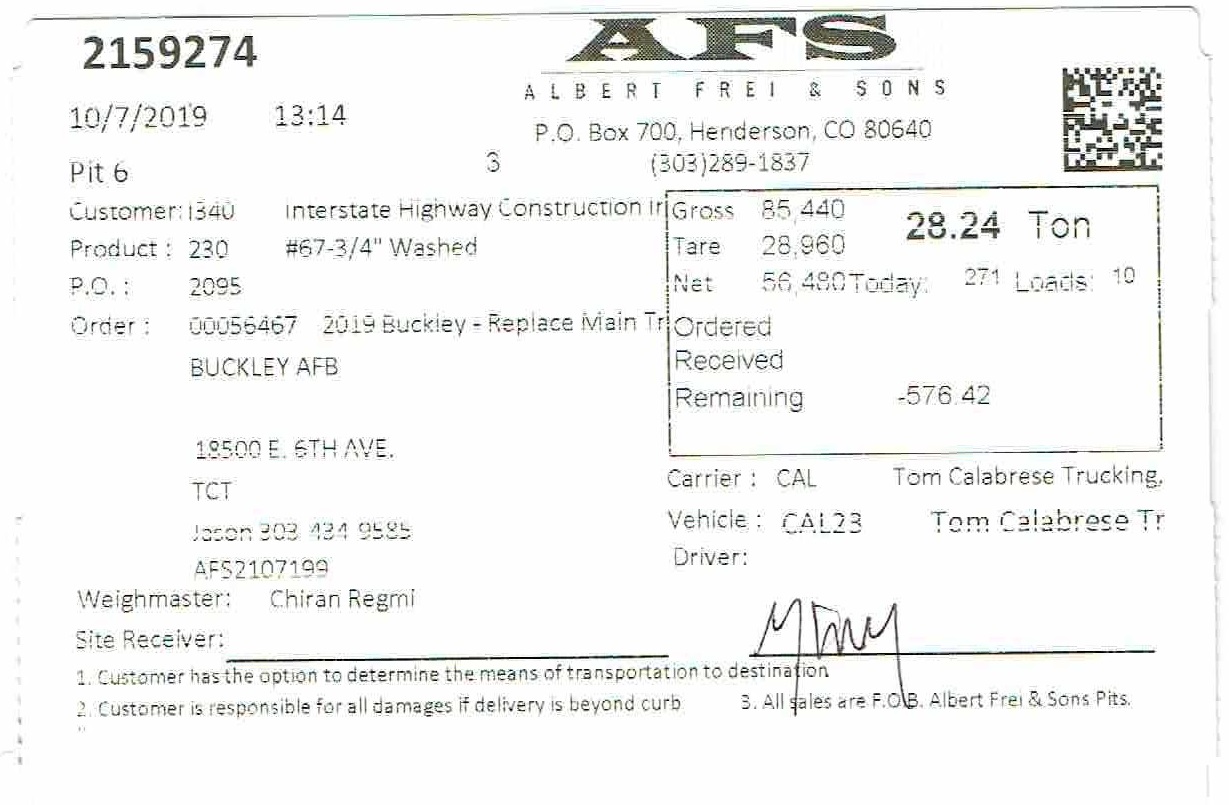 2159274
AFS
ALBERT FREI & SONS
10/7/2019 13:14
P.O. Box 700, Henderson, CO 80640
Pit 6 3 (303)289-1837
Customer: I340 Interstate Highway Construction Ir
Gross 85,440 28.24 Ton
Product : 230 #67-3/4" Washed
Tare 28,960
P.O. : 2095
Net 56,480 Today: 271 Loads: 10
Order : 00056467 2019 Buckley - Replace Main Tr
Ordered
BUCKLEY AFB
Received
Remaining -576.42
18500 E. 6TH AVE.
TCT
Carrier : CAL Tom Calabrese Trucking,
Jason 303 434 9585
Vehicle : CAL23 Tom Calabrese Tr
AFS2107199
Driver:
Weighmaster: Chiran Regmi
Site Receiver:
1. Customer has the option to determine the means of transportation to destination
2. Customer is responsible for all damages if delivery is beyond curb 3. All sales are F.O.B. Albert Frei & Sons Pits.